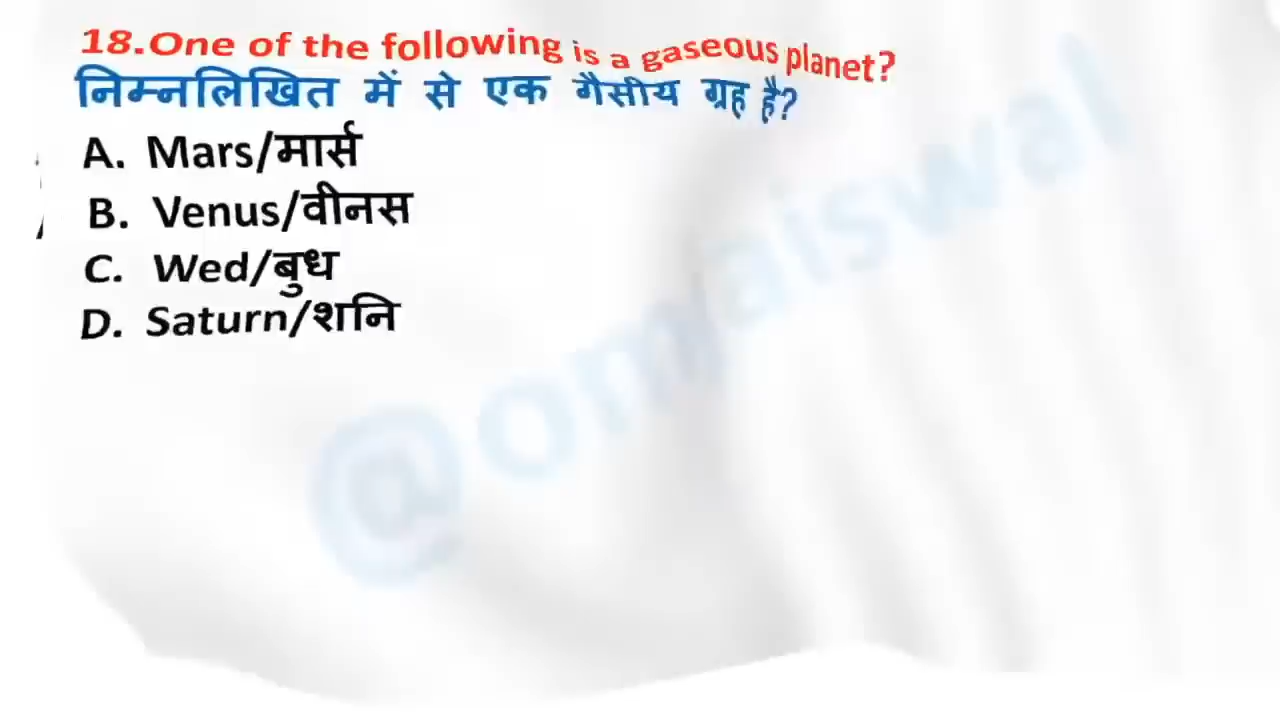 18.One of the following is a gaseous planet?
निम्नलिखित में से एक गैसीय ग्रह है?
A. Mars/मार्स
B. Venus/वीनस
C. Wed/बुध
D. Saturn/शनि
@omjaiswal